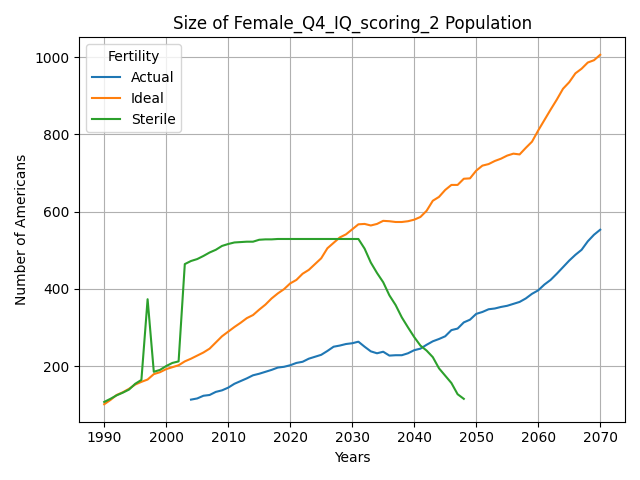 Size of Female_Q4_IQ_scoring_2 Population
Fertility
Actual
Ideal
Sterile
1000
800
600
400
200
Number of Americans
1990 2000 2010 2020 2030 2040 2050 2060 2070
Years